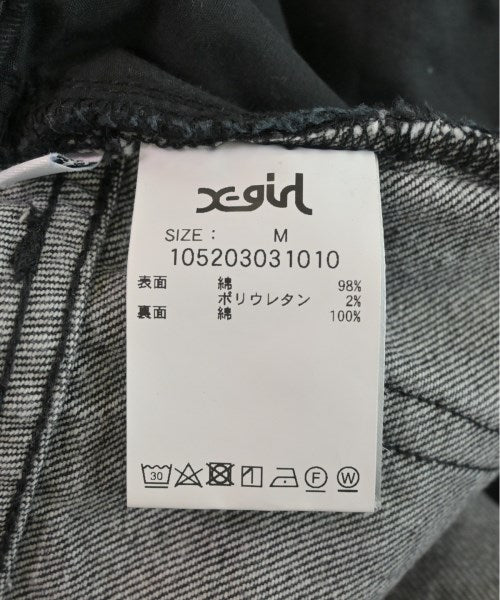 X-girl
SIZE : M
105203031010
表面 綿 98%
ポリウレタン 2%
裏面 綿 100%
30 F W